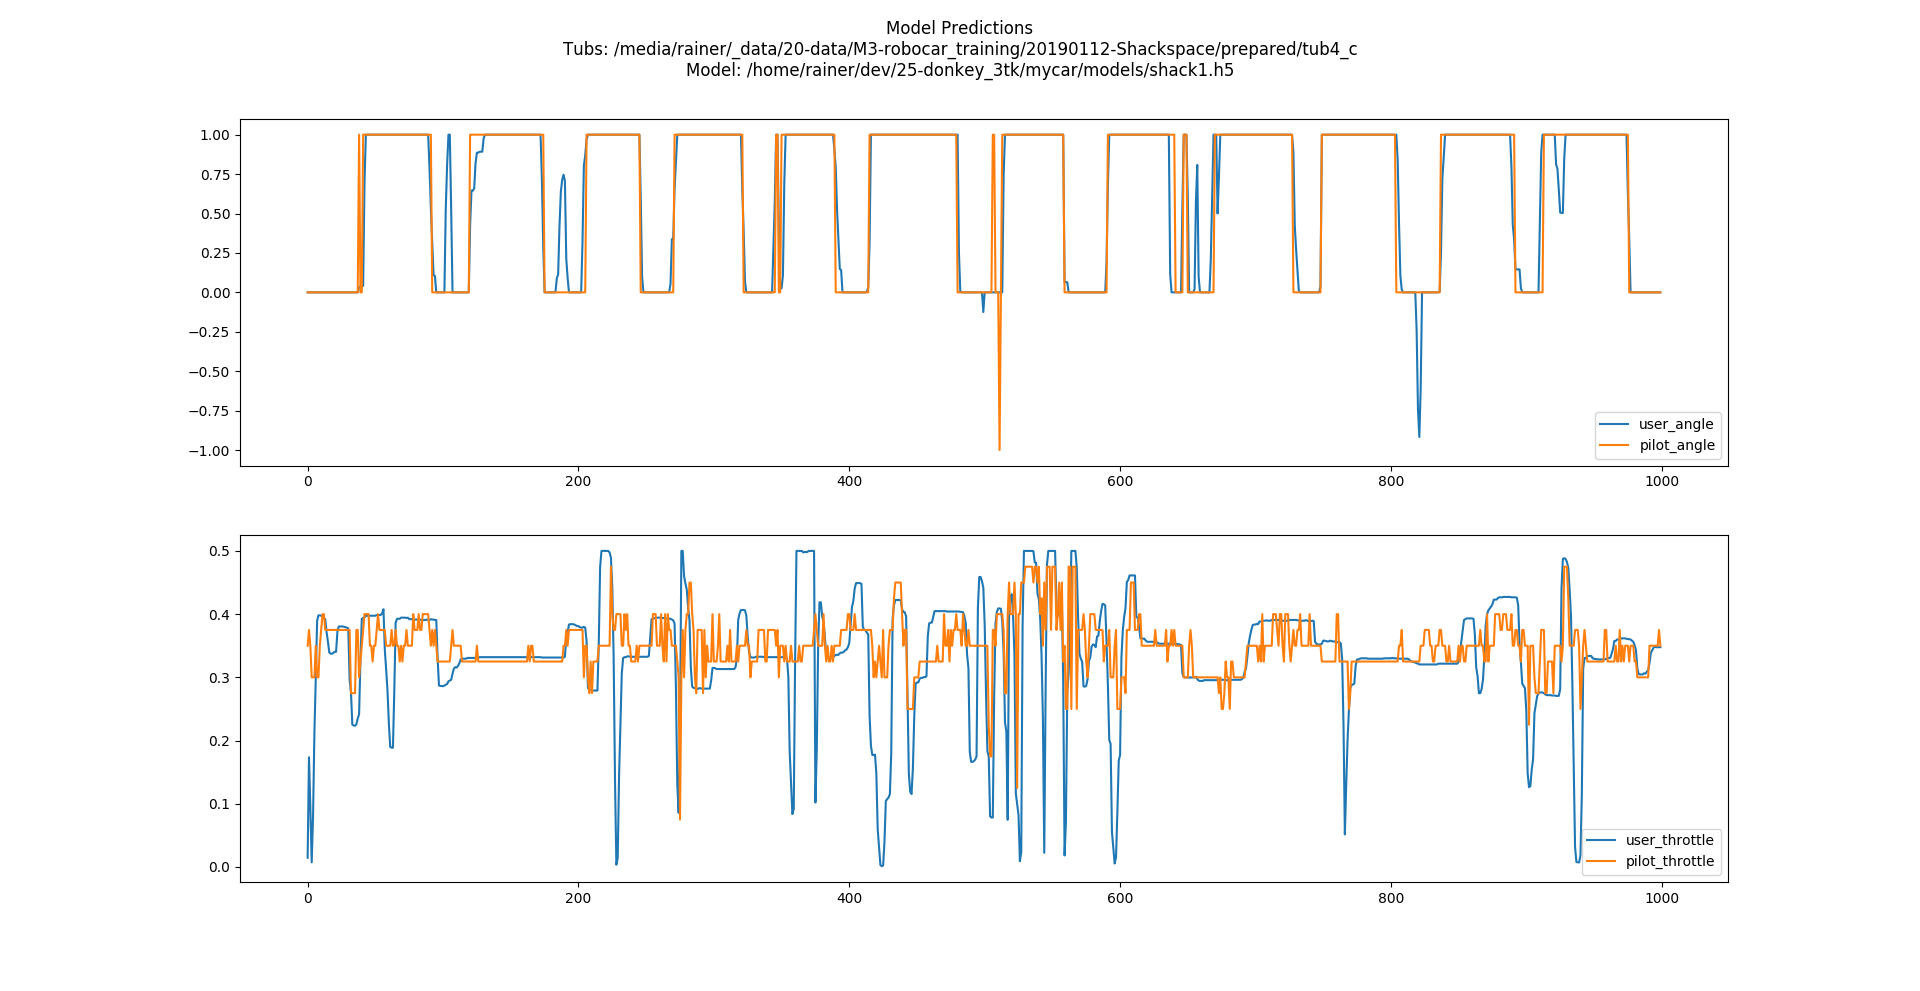 Model Predictions
Tubs: /media/rainer/_data/20-data/M3-robocar_training/20190112-Shackspace/prepared/tub4_c
Model: /home/rainer/dev/25-donkey_3tk/mycar/models/shack1.h5
1.00
0.75
0.50
0.25
0.00
−0.25
−0.50
−0.75
−1.00
user_angle
pilot_angle
0 200 400 600 800 1000
0.5
0.4
0.3
0.2
0.1
0.0
user_throttle
pilot_throttle
0 200 400 600 800 1000